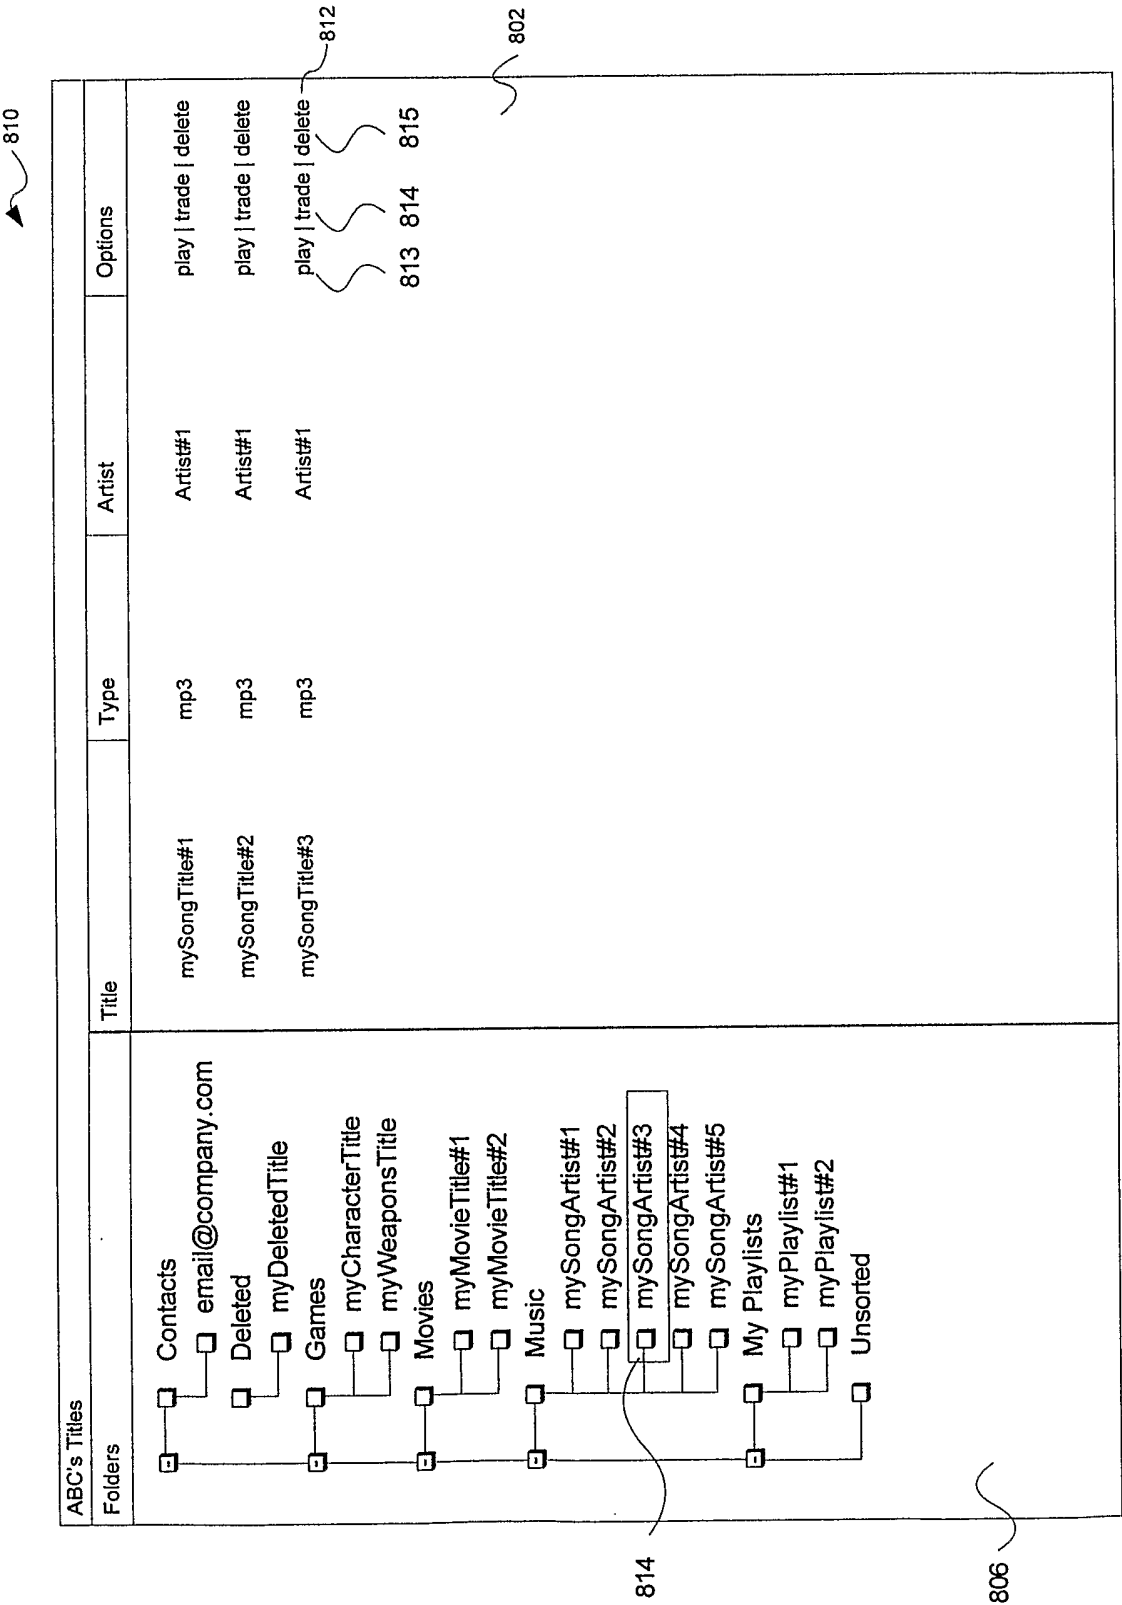 810
ABC's Titles
Folders Title Type Artist Options
Contacts
email@company.com
Deleted
myDeletedTitle
Games
myCharacterTitle
myWeaponsTitle
Movies
myMovieTitle#1
myMovieTitle#2
Music
mySongArtist#1
mySongArtist#2
mySongArtist#3
mySongArtist#4
mySongArtist#5
My Playlists
myPlaylist#1
myPlaylist#2
Unsorted
mySongTitle#1 mp3 Artist#1 play | trade | delete
mySongTitle#2 mp3 Artist#1 play | trade | delete
mySongTitle#3 mp3 Artist#1 play | trade | delete
812
813 814 815
802
814
806